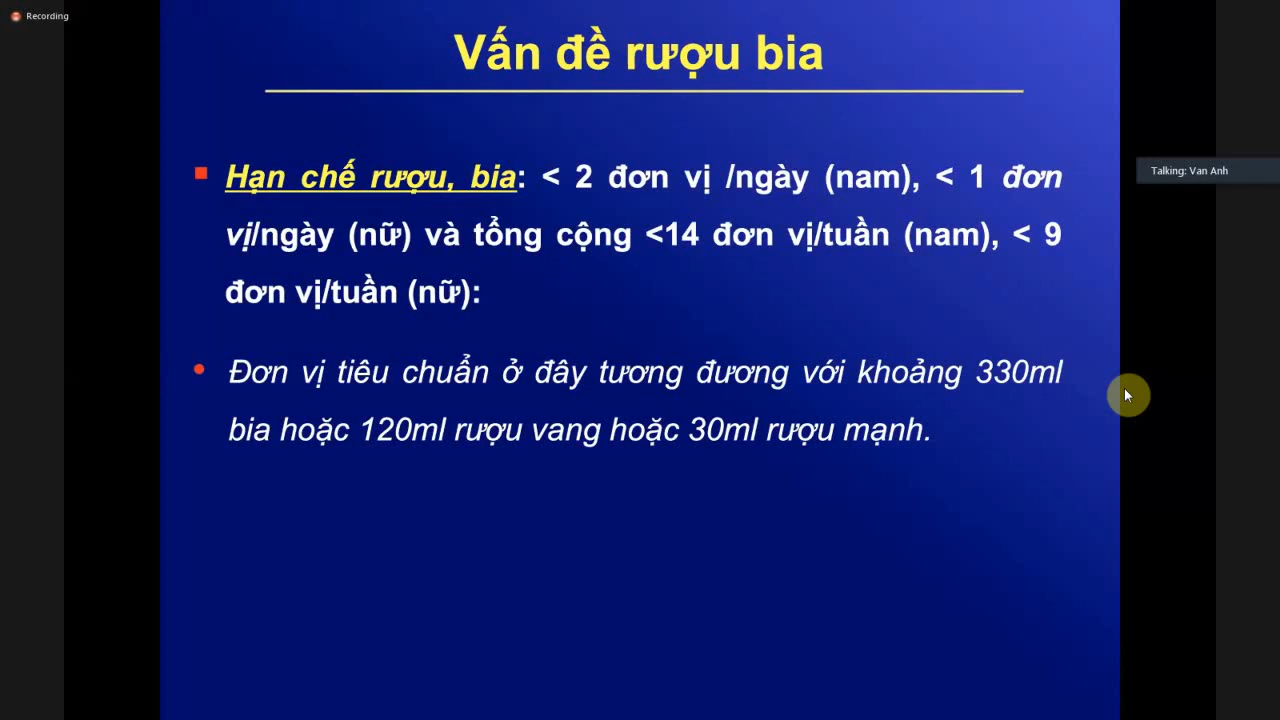 Recording
Vấn đề rượu bia
Talking: Van Anh
Hạn chế rượu, bia: < 2 đơn vị /ngày (nam), < 1 đơn
vị/ngày (nữ) và tổng cộng <14 đơn vị/tuần (nam), < 9
đơn vị/tuần (nữ):
Đơn vị tiêu chuẩn ở đây tương đương với khoảng 330ml
bia hoặc 120ml rượu vang hoặc 30ml rượu mạnh.